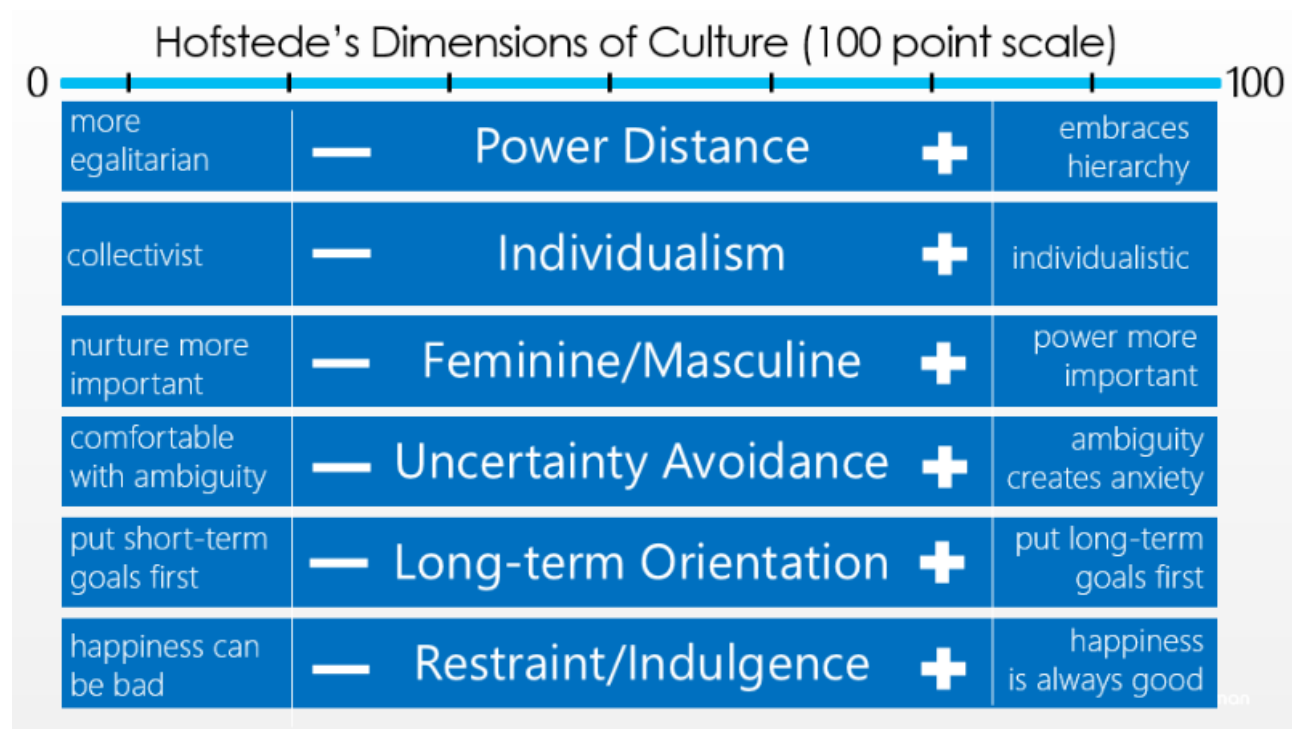 Hofstede's Dimensions of Culture (100 point scale)
0
100
more
egalitarian
Power Distance
embraces
hierarchy
collectivist
Individualism
individualistic
nurture more
important
Feminine/Masculine
power more
important
comfortable
with ambiguity
Uncertainty Avoidance
ambiguity
creates anxiety
put short-term
goals first
Long-term Orientation
put long-term
goals first
happiness can
be bad
Restraint/Indulgence
happiness
is always good